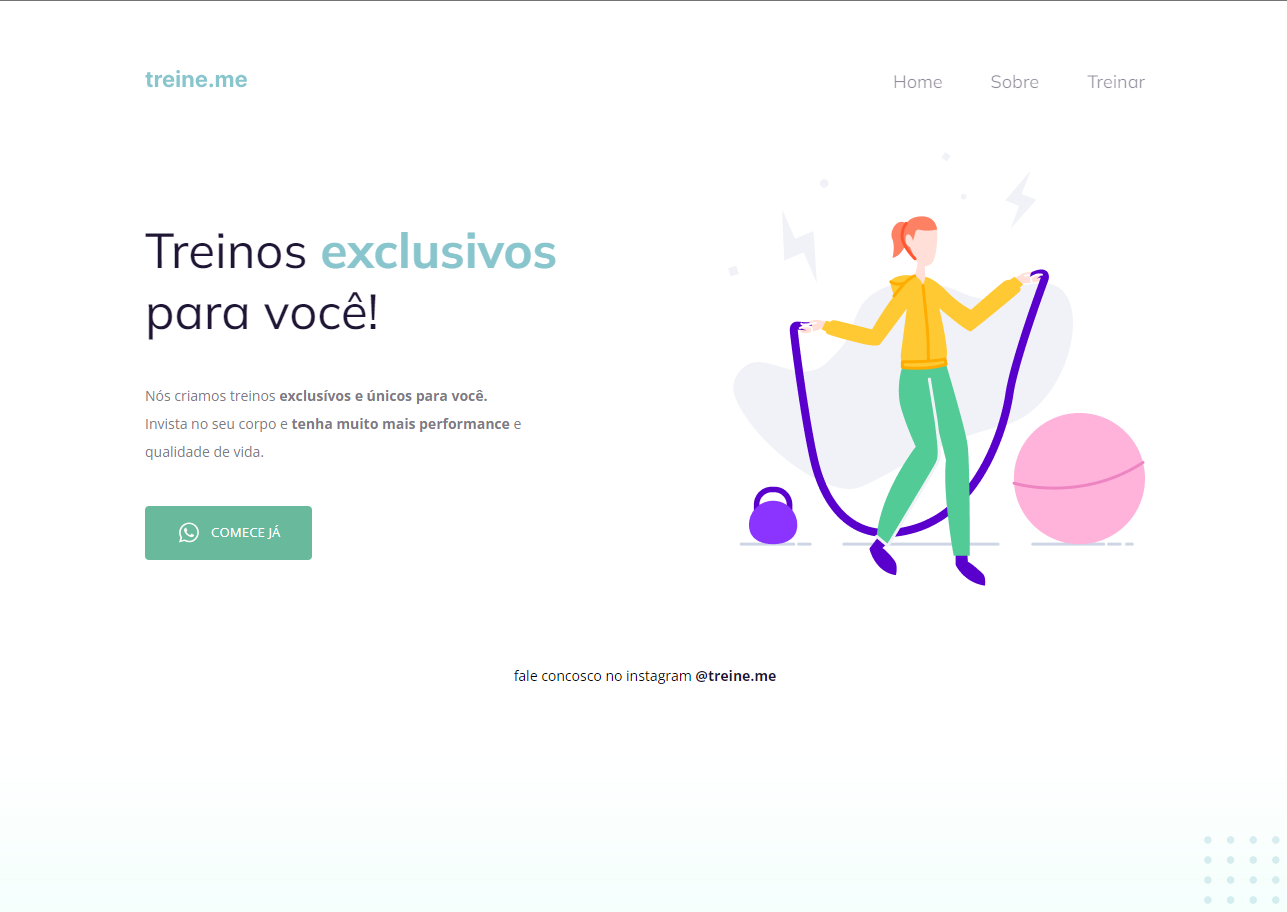 treine.me
Home Sobre Treinar
Treinos exclusivos
para você!
Nós criamos treinos exclusívos e únicos para você.
Invista no seu corpo e tenha muito mais performance e
qualidade de vida.
COMECE JÁ
fale concosco no instagram @treine.me